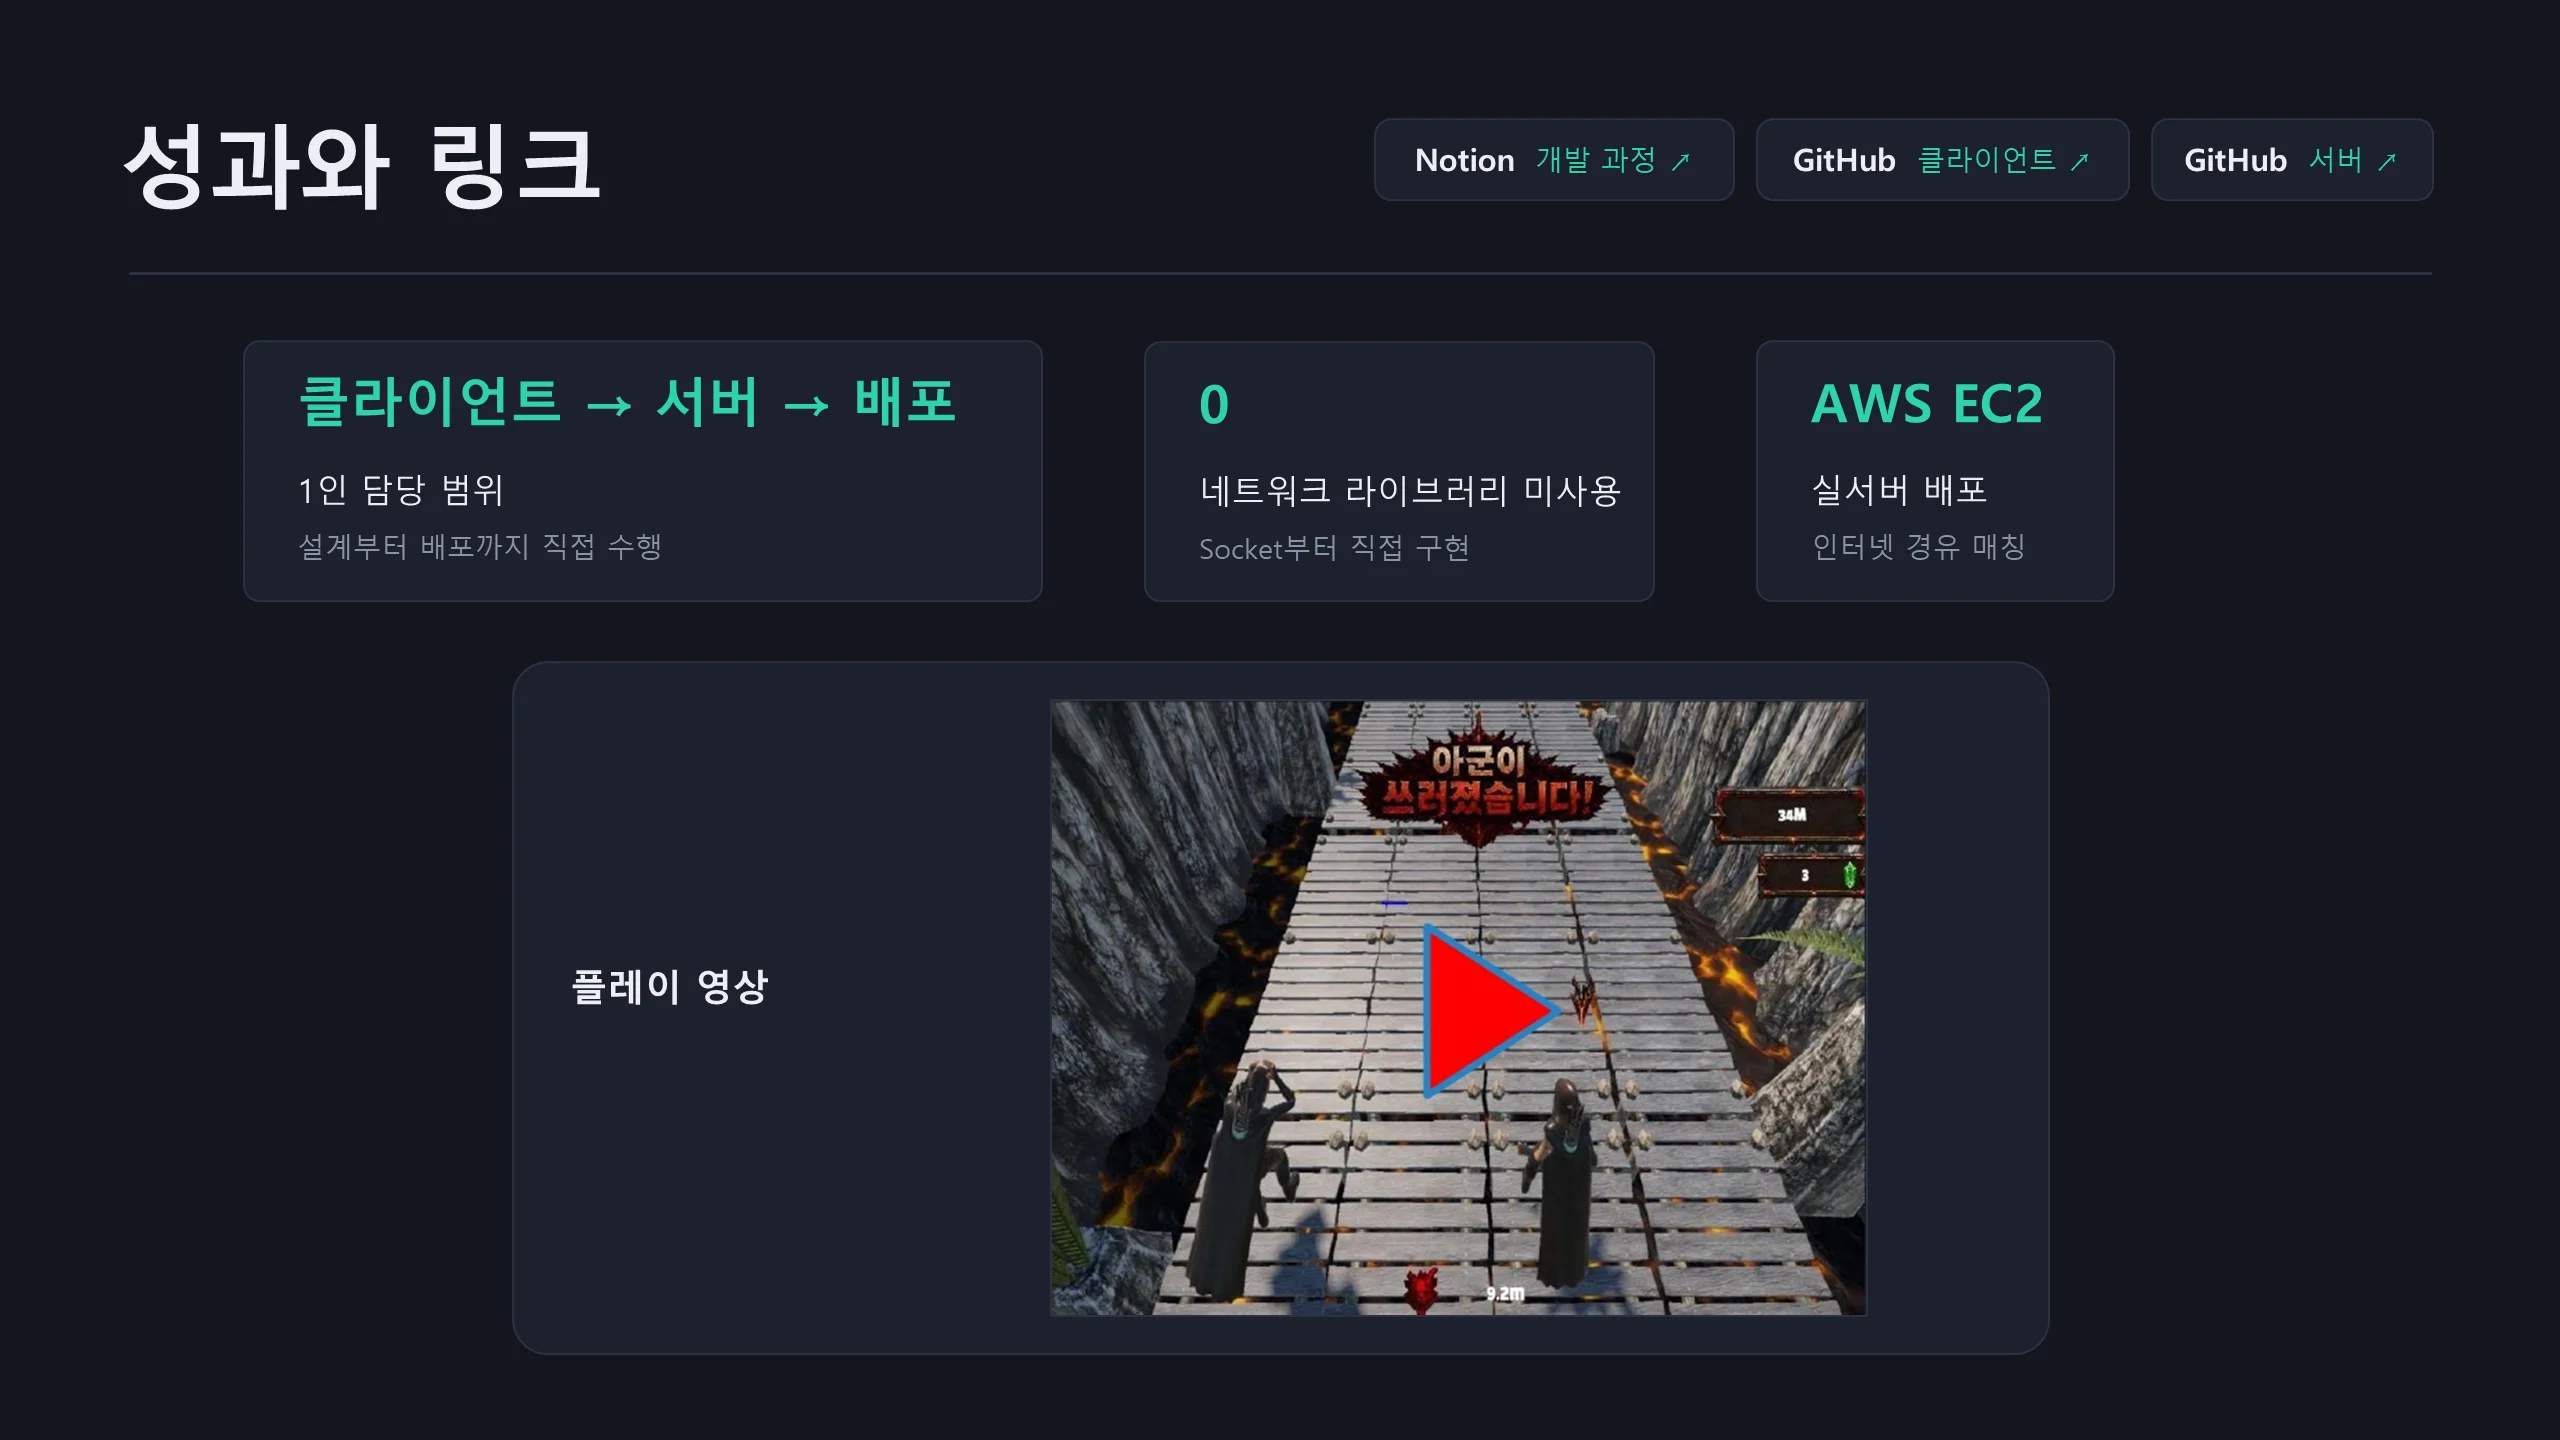 성과와 링크
Notion 개발 과정 ↗
GitHub 클라이언트 ↗
GitHub 서버 ↗
클라이언트 → 서버 → 배포
1인 담당 범위
설계부터 배포까지 직접 수행
0
네트워크 라이브러리 미사용
Socket부터 직접 구현
AWS EC2
실서버 배포
인터넷 경유 매칭
플레이 영상
아군이
쓰러졌습니다!
34M
3
9.2m